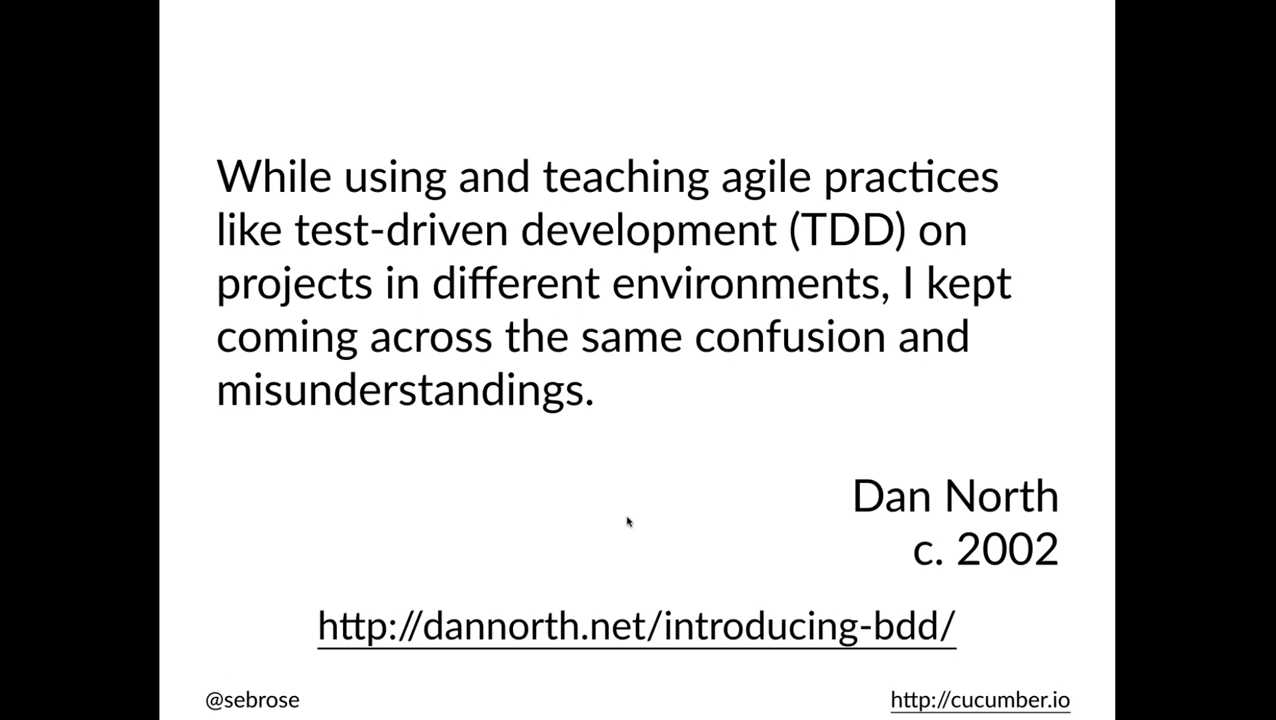 While using and teaching agile practices
like test-driven development (TDD) on
projects in different environments, I kept
coming across the same confusion and
misunderstandings.
Dan North
c. 2002
http://dannorth.net/introducing-bdd/
@sebrose
http://cucumber.io